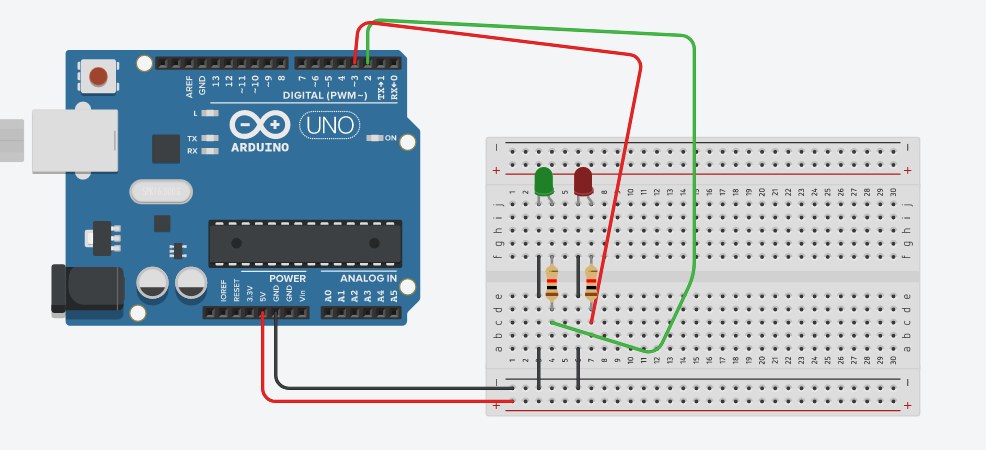 AREF GND 13 12 ~11 ~10 ~9 8 7 ~6 ~5 4 ~3 2 TX→1 RX←0
DIGITAL (PWM~)
L
TX
RX
ARDUINO
UNO
ON
POWER
ANALOG IN
IOREF RESET 3.3V 5V GND GND Vin A0 A1 A2 A3 A4 A5
− −
+ +
1 2 5 8 9 10 11 12 13 14 15 16 17 18 19 20 21 22 23 24 25 26 27 28 29 30
j j
i i
h h
g g
f f
e e
d d
c c
b b
a a
1 2 3 4 5 6 7 8 9 10 11 12 13 14 15 16 17 18 19 20 21 22 23 24 25 26 27 28 29 30
− −
+ +